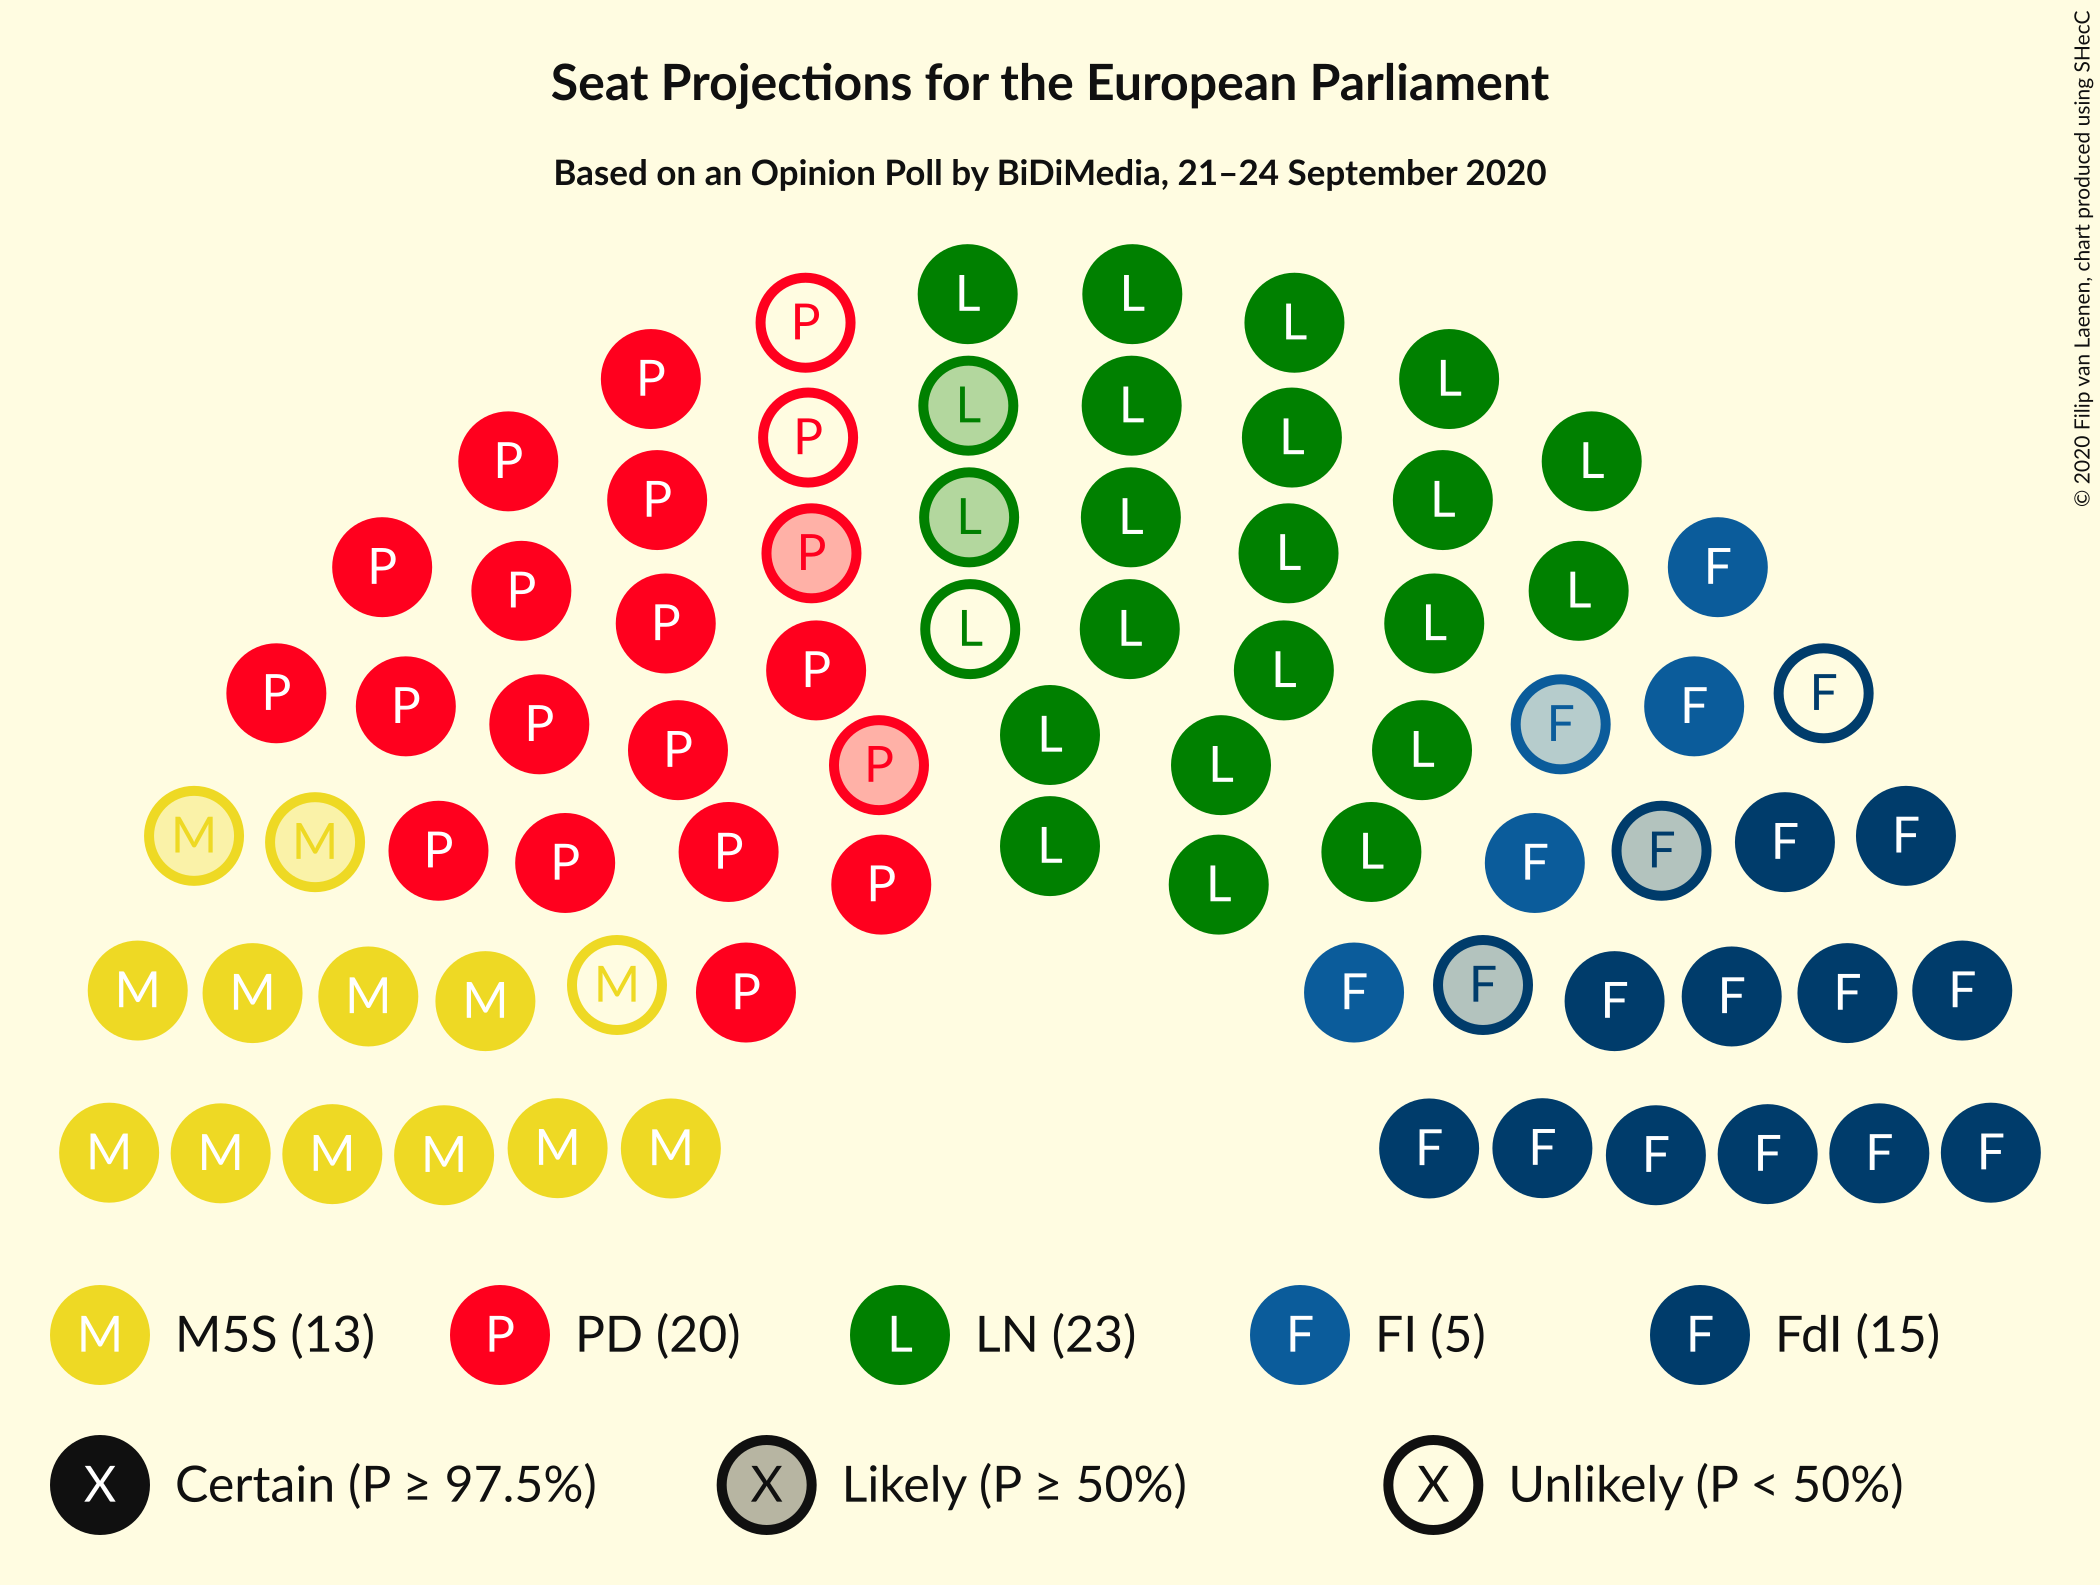 Seat Projections for the European Parliament
Based on an Opinion Poll by BiDiMedia, 21–24 September 2020
© 2020 Filip van Laenen, chart produced using SHecC
L L
P L L P
P L L L L P
P L L L L
P L L P
P P L L L
P L L F
P P L L
P P L L
P L L
P P F F
P F
P L L P
P L L P
M M L F F
P P L F
P F
P L L
M M M M M P F F F F F F
M M M M M M F F F F F F
M M5S (13) P PD (20) L LN (23) F FI (5) F FdI (15)
X Certain (P ≥ 97.5%) X Likely (P ≥ 50%) X Unlikely (P < 50%)